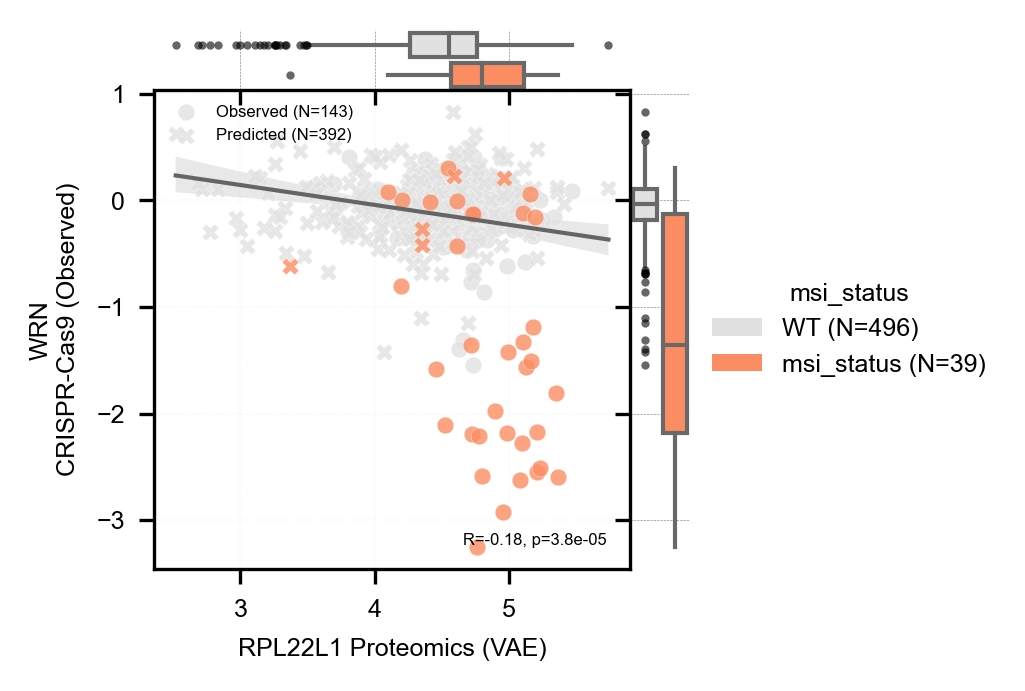 1
0
−1
−2
−3
WRN
CRISPR-Cas9 (Observed)
Observed (N=143)
Predicted (N=392)
R=-0.18, p=3.8e-05
3
4
5
RPL22L1 Proteomics (VAE)
msi_status
WT (N=496)
msi_status (N=39)